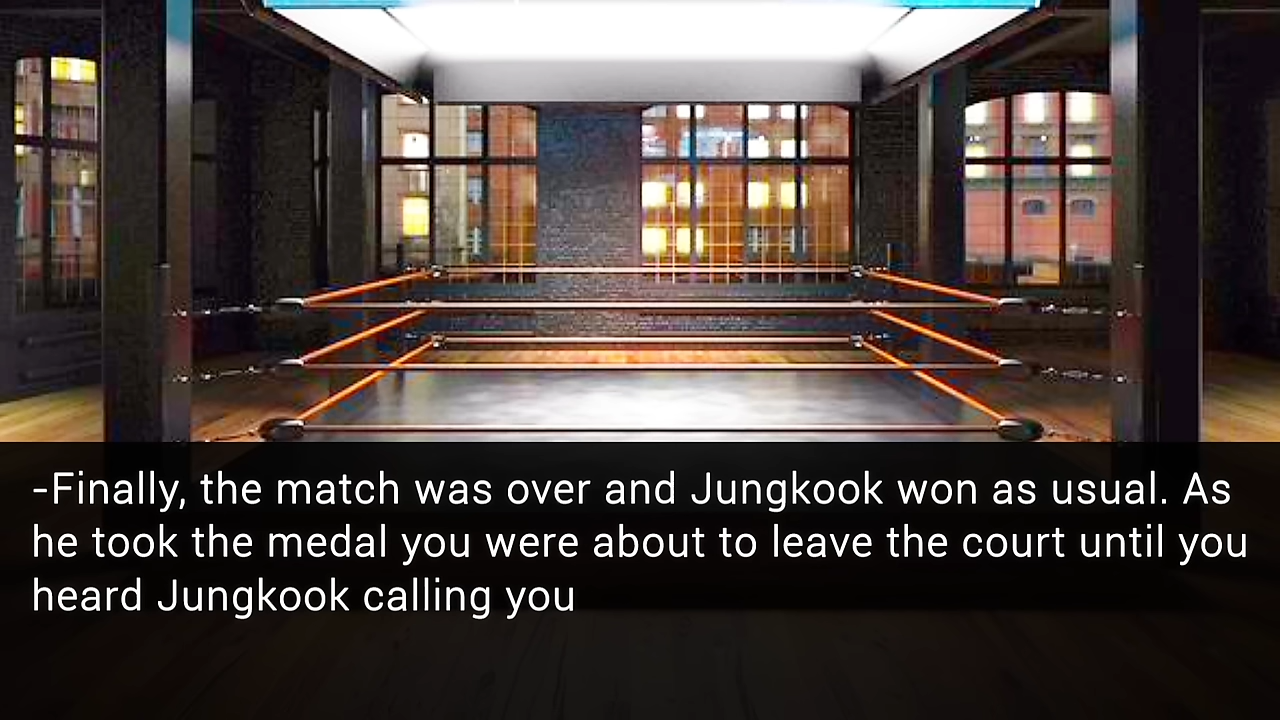 -Finally, the match was over and Jungkook won as usual. As
he took the medal you were about to leave the court until you
heard Jungkook calling you